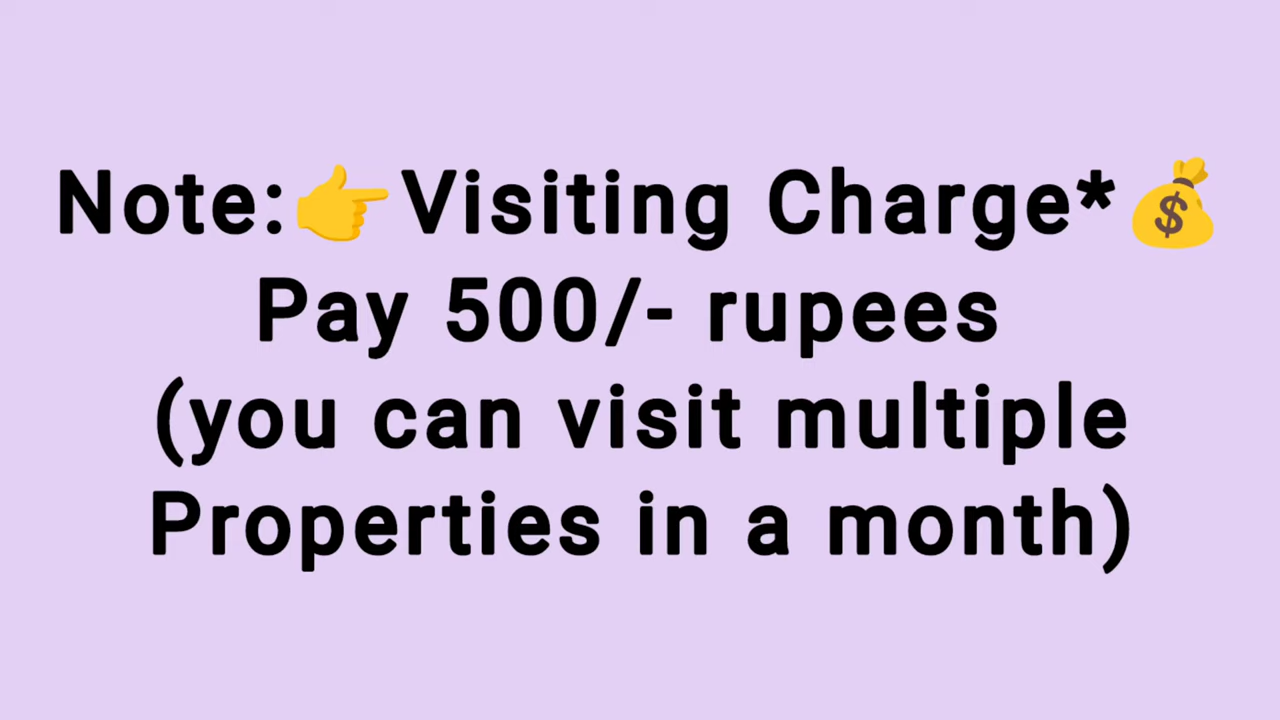 Note:👉Visiting Charge*💰
Pay 500/- rupees
(you can visit multiple
Properties in a month)